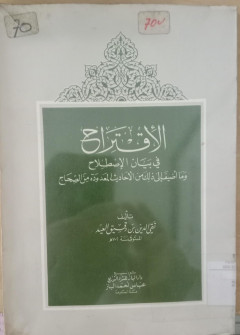 70
70
الاقتراح
في بيان الاصطلاح
وما أضيف إلى ذلك من الأحاديث المعدودة من الصحاح
تأليف
تقي الدين بن دقيق العيد